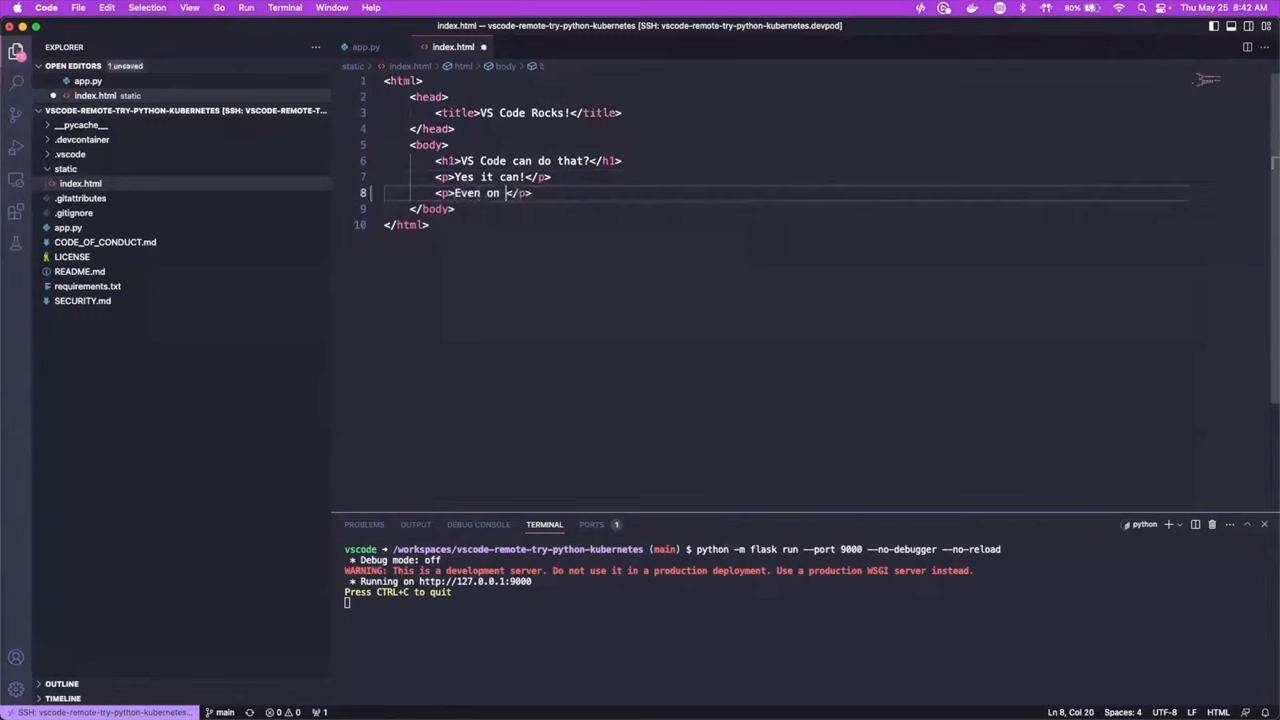 Code File Edit Selection View Go Run Terminal Window Help 80% Thu May 25 8:42 AM
index.html — vscode-remote-try-python-kubernetes [SSH: vscode-remote-try-python-kubernetes.devpod]
EXPLORER
OPEN EDITORS 1 unsaved
app.py
index.html static
VSCODE-REMOTE-TRY-PYTHON-KUBERNETES [SSH: VSCODE-REMOTE-T...
__pycache__
.devcontainer
.vscode
static
index.html
.gitattributes
.gitignore
app.py
CODE_OF_CONDUCT.md
LICENSE
README.md
requirements.txt
SECURITY.md
OUTLINE
TIMELINE
app.py index.html
static > index.html > html > body
1 <html>
2 <head>
3 <title>VS Code Rocks!</title>
4 </head>
5 <body>
6 <h1>VS Code can do that?</h1>
7 <p>Yes it can!</p>
8 <p>Even on </p>
9 </body>
10 </html>
PROBLEMS OUTPUT DEBUG CONSOLE TERMINAL PORTS 1 python
vscode → /workspaces/vscode-remote-try-python-kubernetes (main) $ python -m flask run --port 9000 --no-debugger --no-reload
* Debug mode: off
WARNING: This is a development server. Do not use it in a production deployment. Use a production WSGI server instead.
* Running on http://127.0.0.1:9000
Press CTRL+C to quit
SSH: vscode-remote-try-python-kubernetes... main 0 0 1 Ln 8, Col 20 Spaces: 4 UTF-8 LF HTML